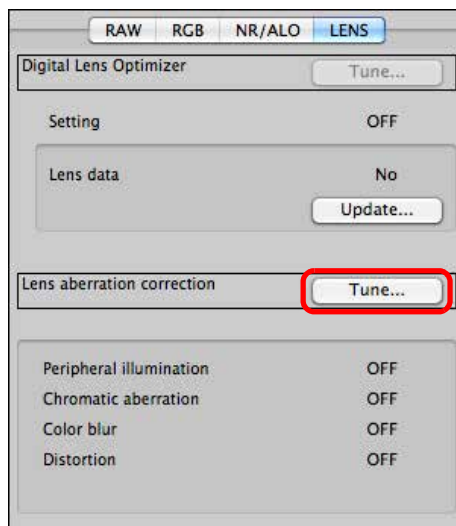 RAW RGB NR/ALO LENS
Digital Lens Optimizer Tune...
Setting OFF
Lens data No
Update...
Lens aberration correction Tune...
Peripheral illumination OFF
Chromatic aberration OFF
Color blur OFF
Distortion OFF